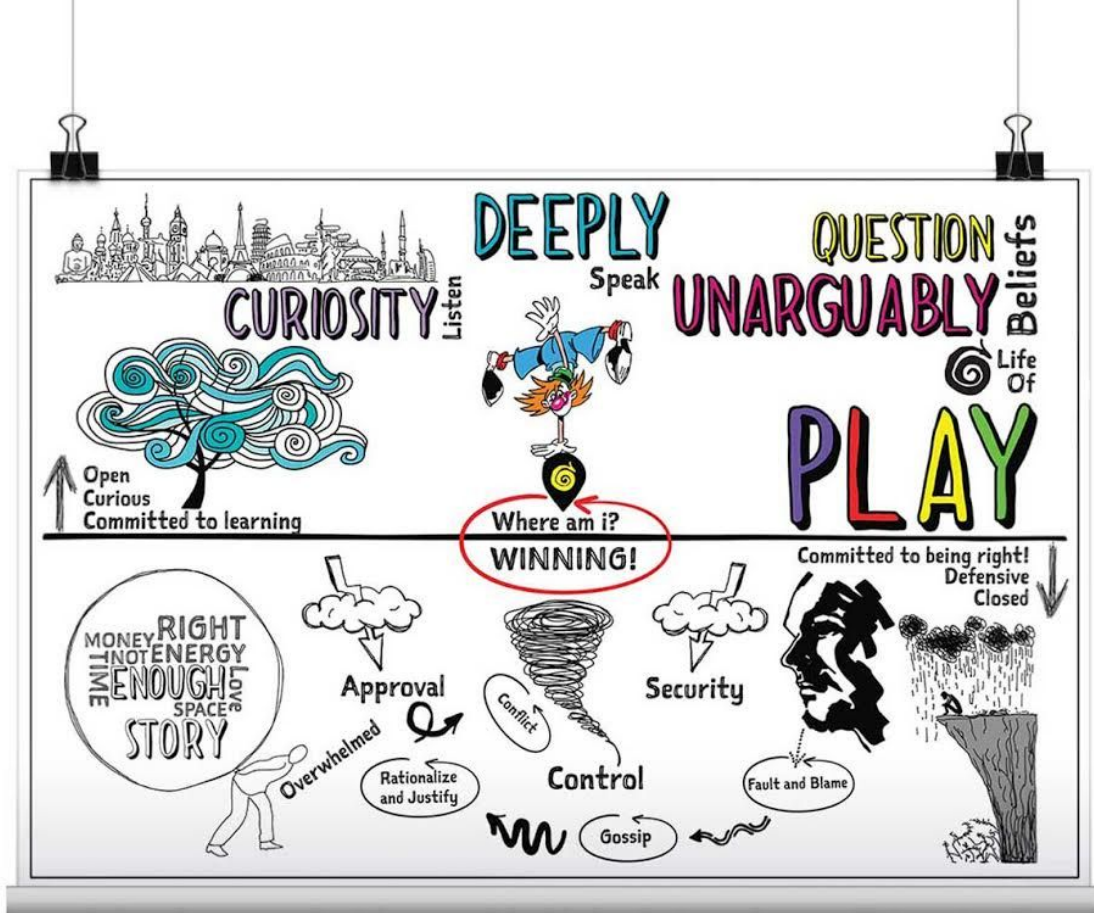 DEEPLY
Speak
QUESTION
UNARGUABLY
Beliefs
CURIOSITY
Listen
Life
Of
PLAY
Open
Curious
Committed to learning
Where am i?
WINNING!
Committed to being right!
Defensive
Closed
RIGHT
MONEY
NOT ENERGY
TIME
ENOUGH
Love
SPACE
STORY
Approval
Security
Conflict
Overwhelmed
Rationalize
and Justify
Control
Fault and Blame
Gossip